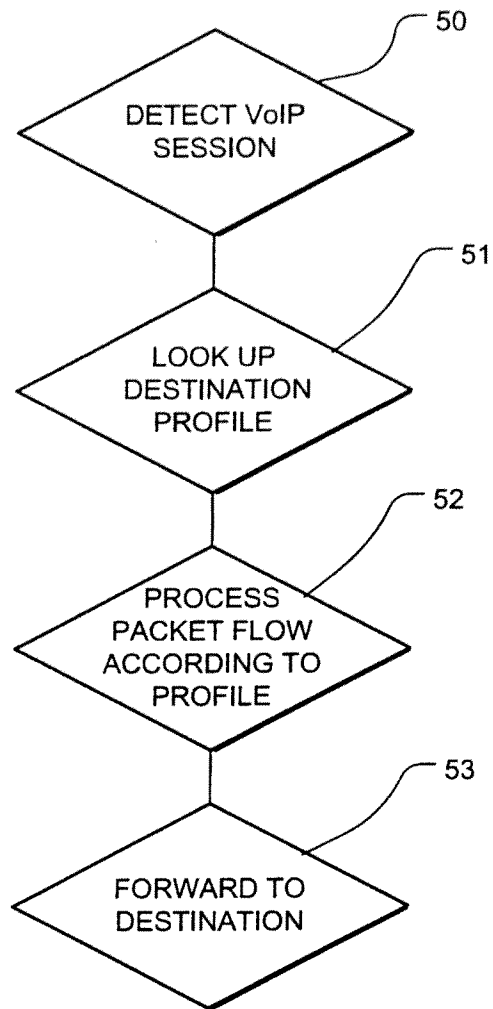 50
DETECT VoIP
SESSION
51
LOOK UP
DESTINATION
PROFILE
52
PROCESS
PACKET FLOW
ACCORDING TO
PROFILE
53
FORWARD TO
DESTINATION